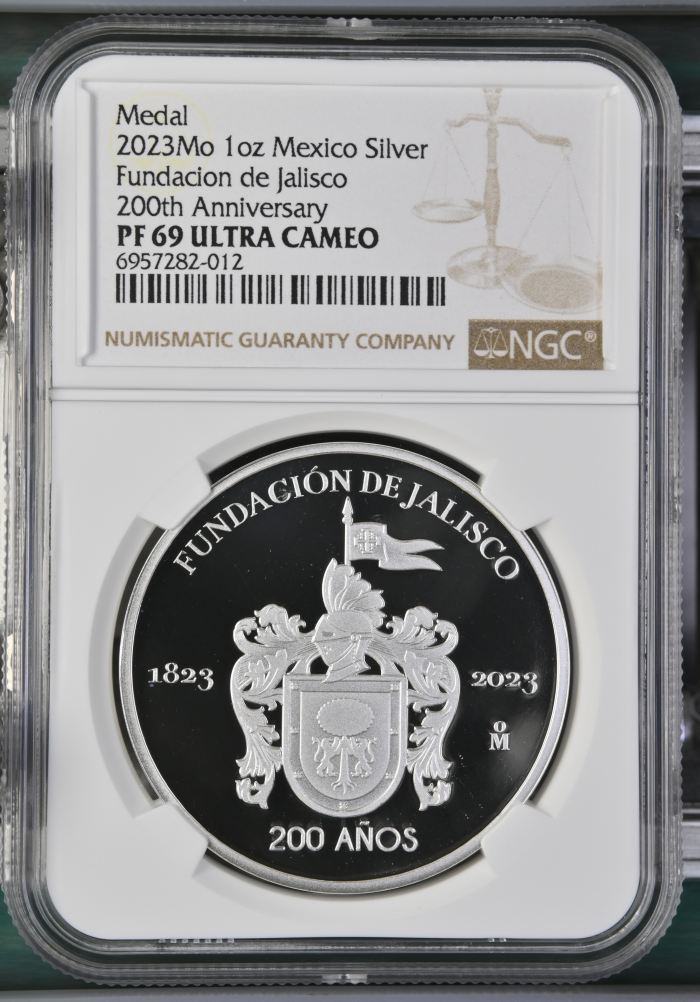 Medal
2023Mo 1oz Mexico Silver
Fundacion de Jalisco
200th Anniversary
PF 69 ULTRA CAMEO
6957282-012
NUMISMATIC GUARANTY COMPANY
NGC®
FUNDACIÓN DE JALISCO
1823
2023
oM
200 AÑOS